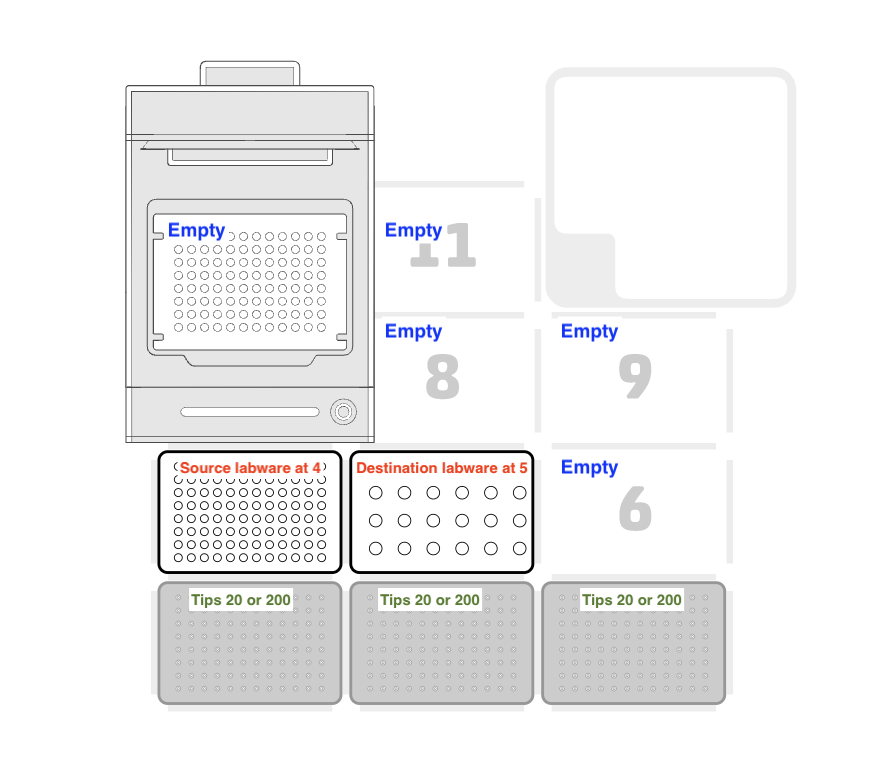 Empty
Empty
11
Empty
8
Empty
9
Source labware at 4
Destination labware at 5
Empty
6
Tips 20 or 200
Tips 20 or 200
Tips 20 or 200